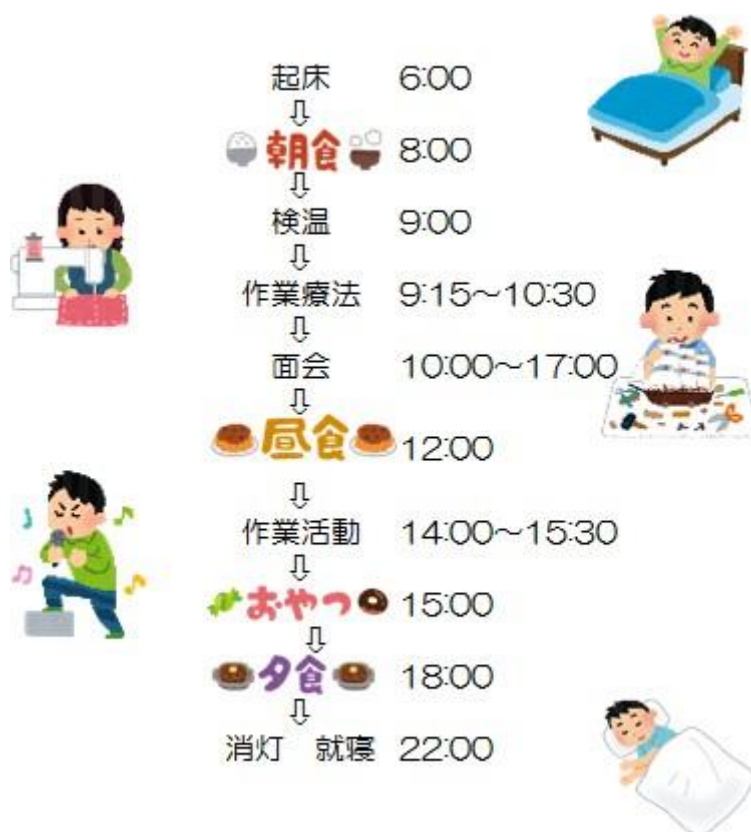 起床 6:00
⇩
朝食 8:00
⇩
検温 9:00
⇩
作業療法 9:15～10:30
⇩
面会 10:00～17:00
⇩
昼食 12:00
⇩
作業活動 14:00～15:30
⇩
おやつ 15:00
⇩
夕食 18:00
⇩
消灯 就寝 22:00